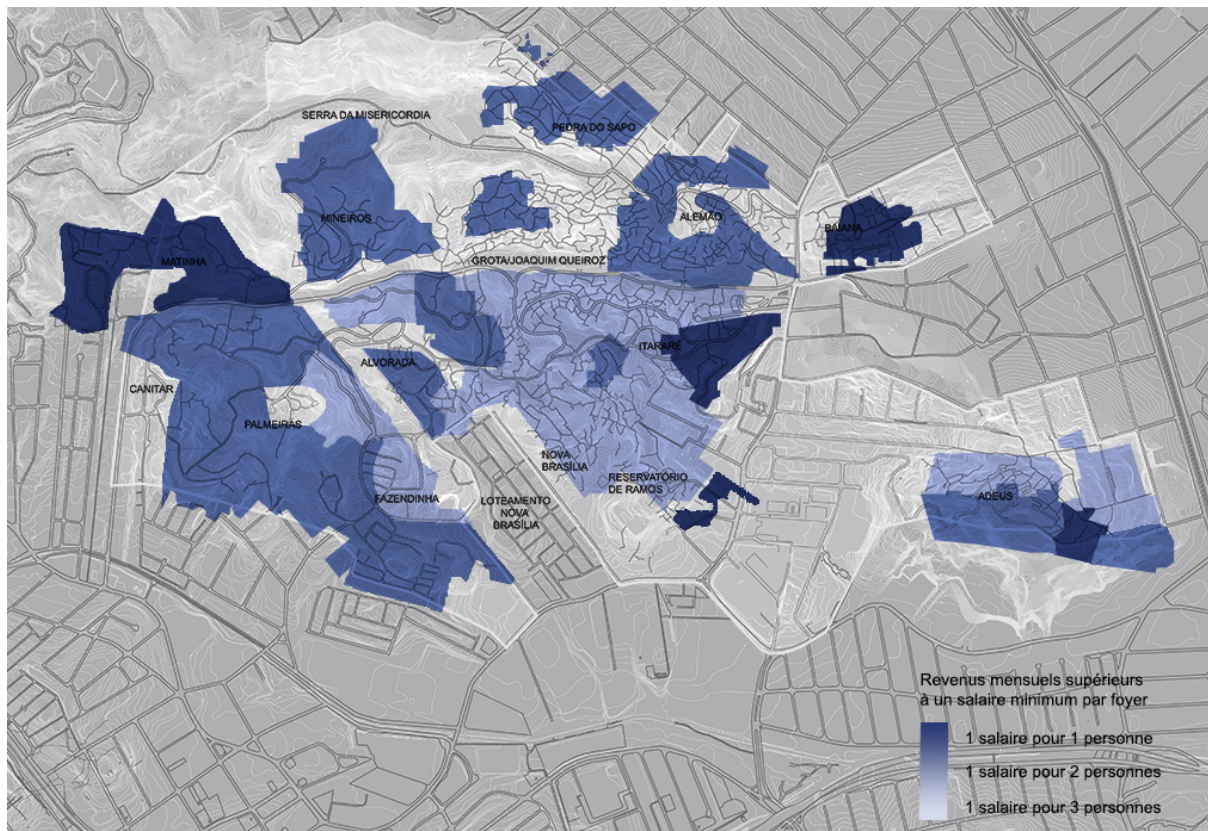 SERRA DA MISERICORDIA
PEDRA DO SAPO
MINEIROS
ALEMÃO
BAIANA
MATINHA
GROTA/JOAQUIM QUEIROZ
ITARARÉ
ALVORADA
CANITAR
PALMEIRAS
NOVA
BRASÍLIA
RESERVATÓRIO
DE RAMOS
FAZENDINHA
LOTEAMENTO
NOVA
BRASÍLIA
ADEUS
Revenus mensuels supérieurs
à un salaire minimum par foyer
1 salaire pour 1 personne
1 salaire pour 2 personnes
1 salaire pour 3 personnes